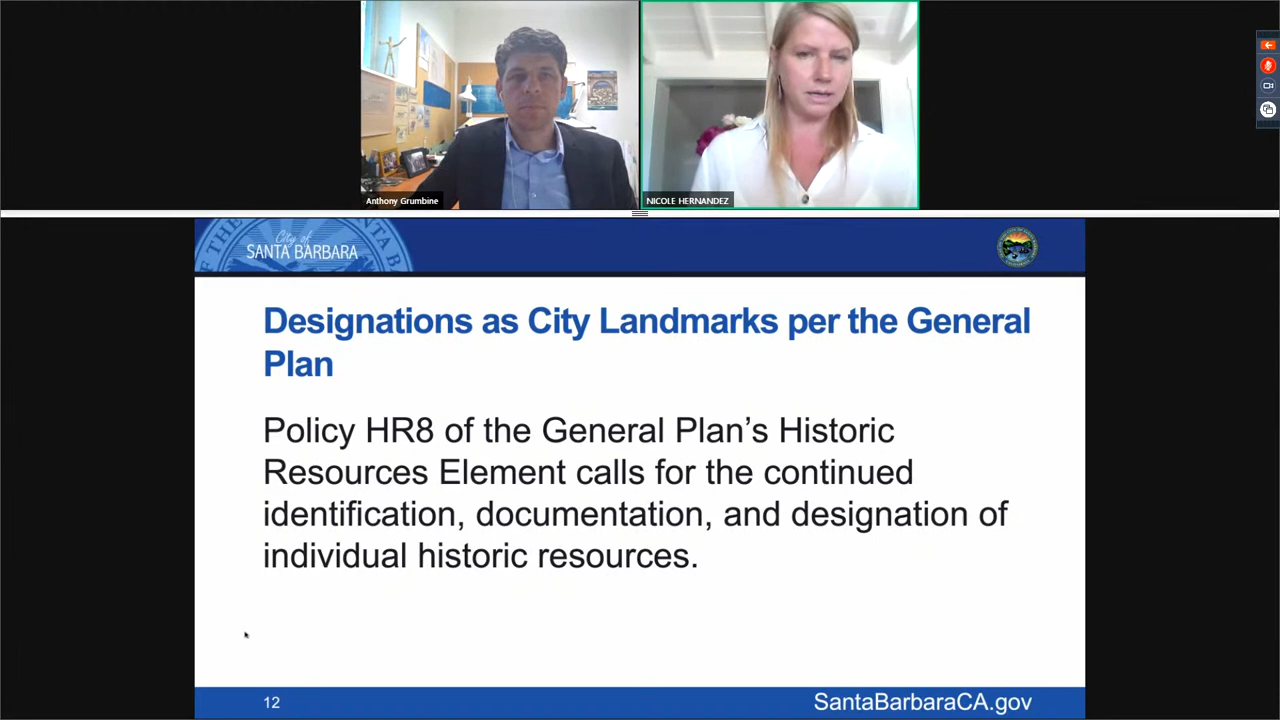 Anthony Grumbine
NICOLE HERNANDEZ
City of
SANTA BARBARA
Designations as City Landmarks per the General
Plan
Policy HR8 of the General Plan's Historic
Resources Element calls for the continued
identification, documentation, and designation of
individual historic resources.
12
SantaBarbaraCA.gov